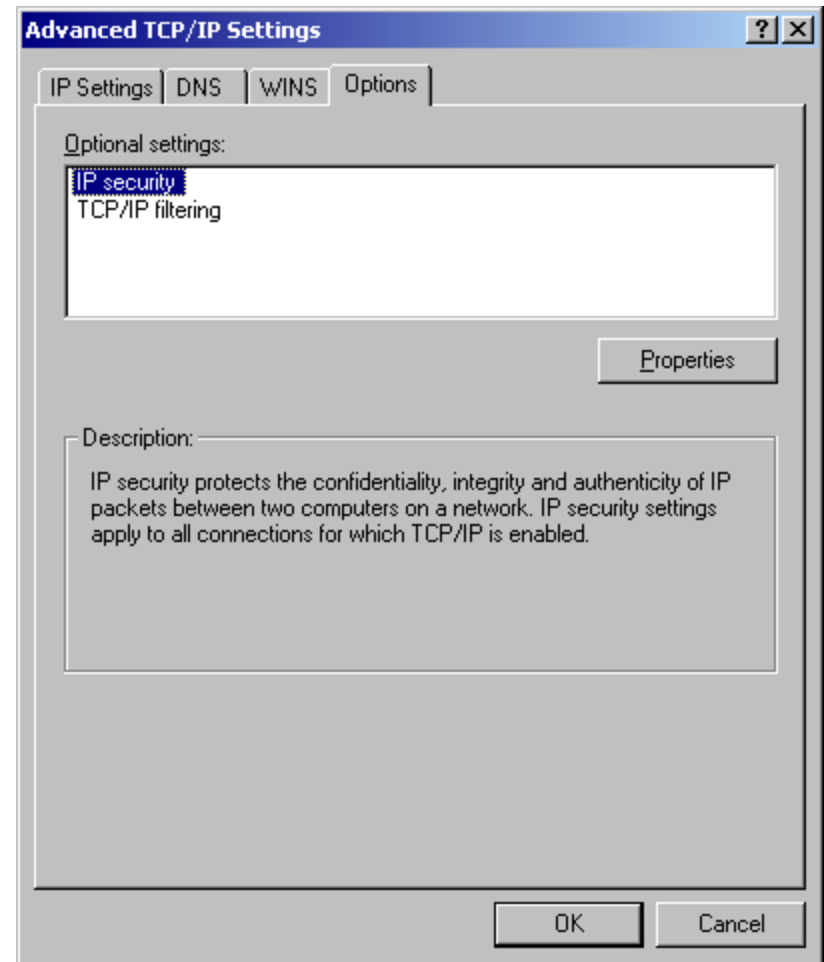 Advanced TCP/IP Settings
IP Settings DNS WINS Options
Optional settings:
IP security
TCP/IP filtering
Properties
Description:
IP security protects the confidentiality, integrity and authenticity of IP
packets between two computers on a network. IP security settings
apply to all connections for which TCP/IP is enabled.
OK Cancel